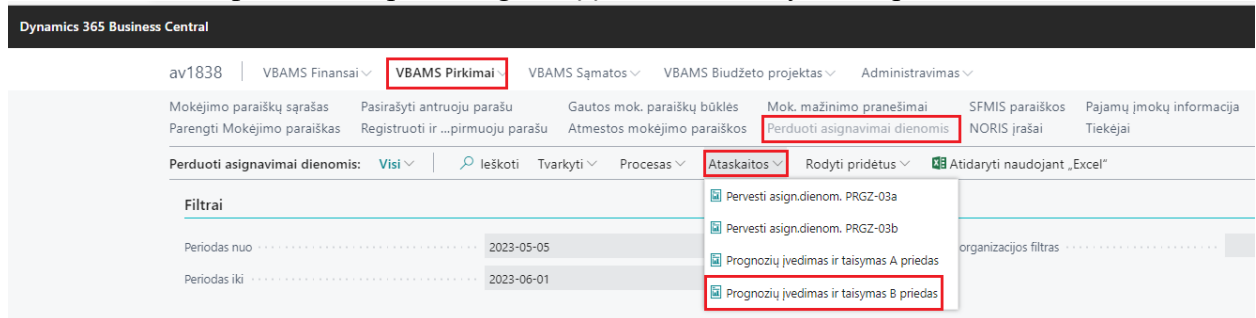 Dynamics 365 Business Central
av1838 VBAMS Finansai VBAMS Pirkimai VBAMS Sąmatos VBAMS Biudžeto projektas Administravimas
Mokėjimo paraiškų sąrašas Pasirašyti antruoju parašu Gautos mok. paraiškų būklės Mok. mažinimo pranešimai SFMIS paraiškos Pajamų įmokų informacija
Parengti Mokėjimo paraiškas Registruoti ir ...pirmuoju parašu Atmestos mokėjimo paraiškos Perduoti asignavimai dienomis NORIS įrašai Tiekėjai
Perduoti asignavimai dienomis: Visi Ieškoti Tvarkyti Procesas Ataskaitos Rodyti pridėtus Atidaryti naudojant „Excel“
Filtrai
Pervesti asign.dienom. PRGZ-03a
Pervesti asign.dienom. PRGZ-03b
Periodas nuo 2023-05-05 organizacijos filtras
Prognozių įvedimas ir taisymas A priedas
Periodas iki 2023-06-01
Prognozių įvedimas ir taisymas B priedas